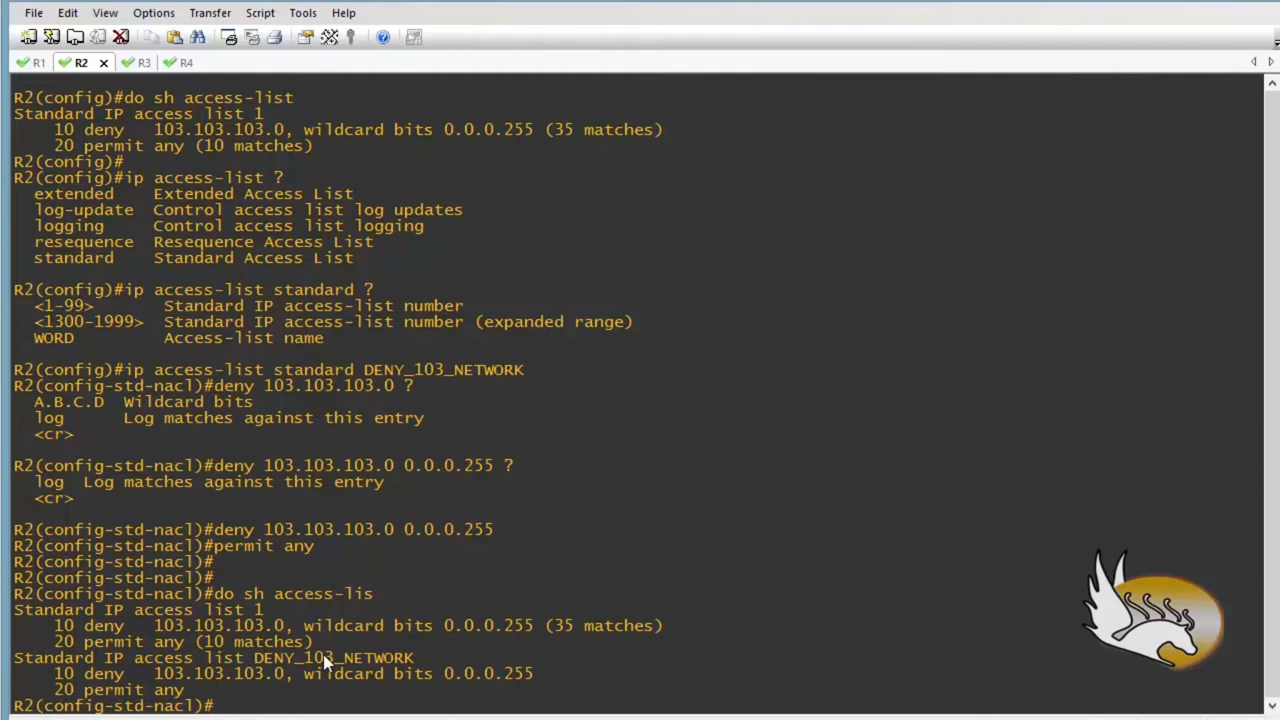 File Edit View Options Transfer Script Tools Help
R1 R2 R3 R4
R2(config)#do sh access-list
Standard IP access list 1
    10 deny   103.103.103.0, wildcard bits 0.0.0.255 (35 matches)
    20 permit any (10 matches)
R2(config)#
R2(config)#ip access-list ?
  extended    Extended Access List
  log-update  Control access list log updates
  logging     Control access list logging
  resequence  Resequence Access List
  standard    Standard Access List
R2(config)#ip access-list standard ?
  <1-99>       Standard IP access-list number
  <1300-1999>  Standard IP access-list number (expanded range)
  WORD         Access-list name
R2(config)#ip access-list standard DENY_103_NETWORK
R2(config-std-nacl)#deny 103.103.103.0 ?
  A.B.C.D  Wildcard bits
  log      Log matches against this entry
  <cr>
R2(config-std-nacl)#deny 103.103.103.0 0.0.0.255 ?
  log  Log matches against this entry
  <cr>
R2(config-std-nacl)#deny 103.103.103.0 0.0.0.255
R2(config-std-nacl)#permit any
R2(config-std-nacl)#
R2(config-std-nacl)#
R2(config-std-nacl)#do sh access-lis
Standard IP access list 1
    10 deny   103.103.103.0, wildcard bits 0.0.0.255 (35 matches)
    20 permit any (10 matches)
Standard IP access list DENY_103_NETWORK
    10 deny   103.103.103.0, wildcard bits 0.0.0.255
    20 permit any
R2(config-std-nacl)#